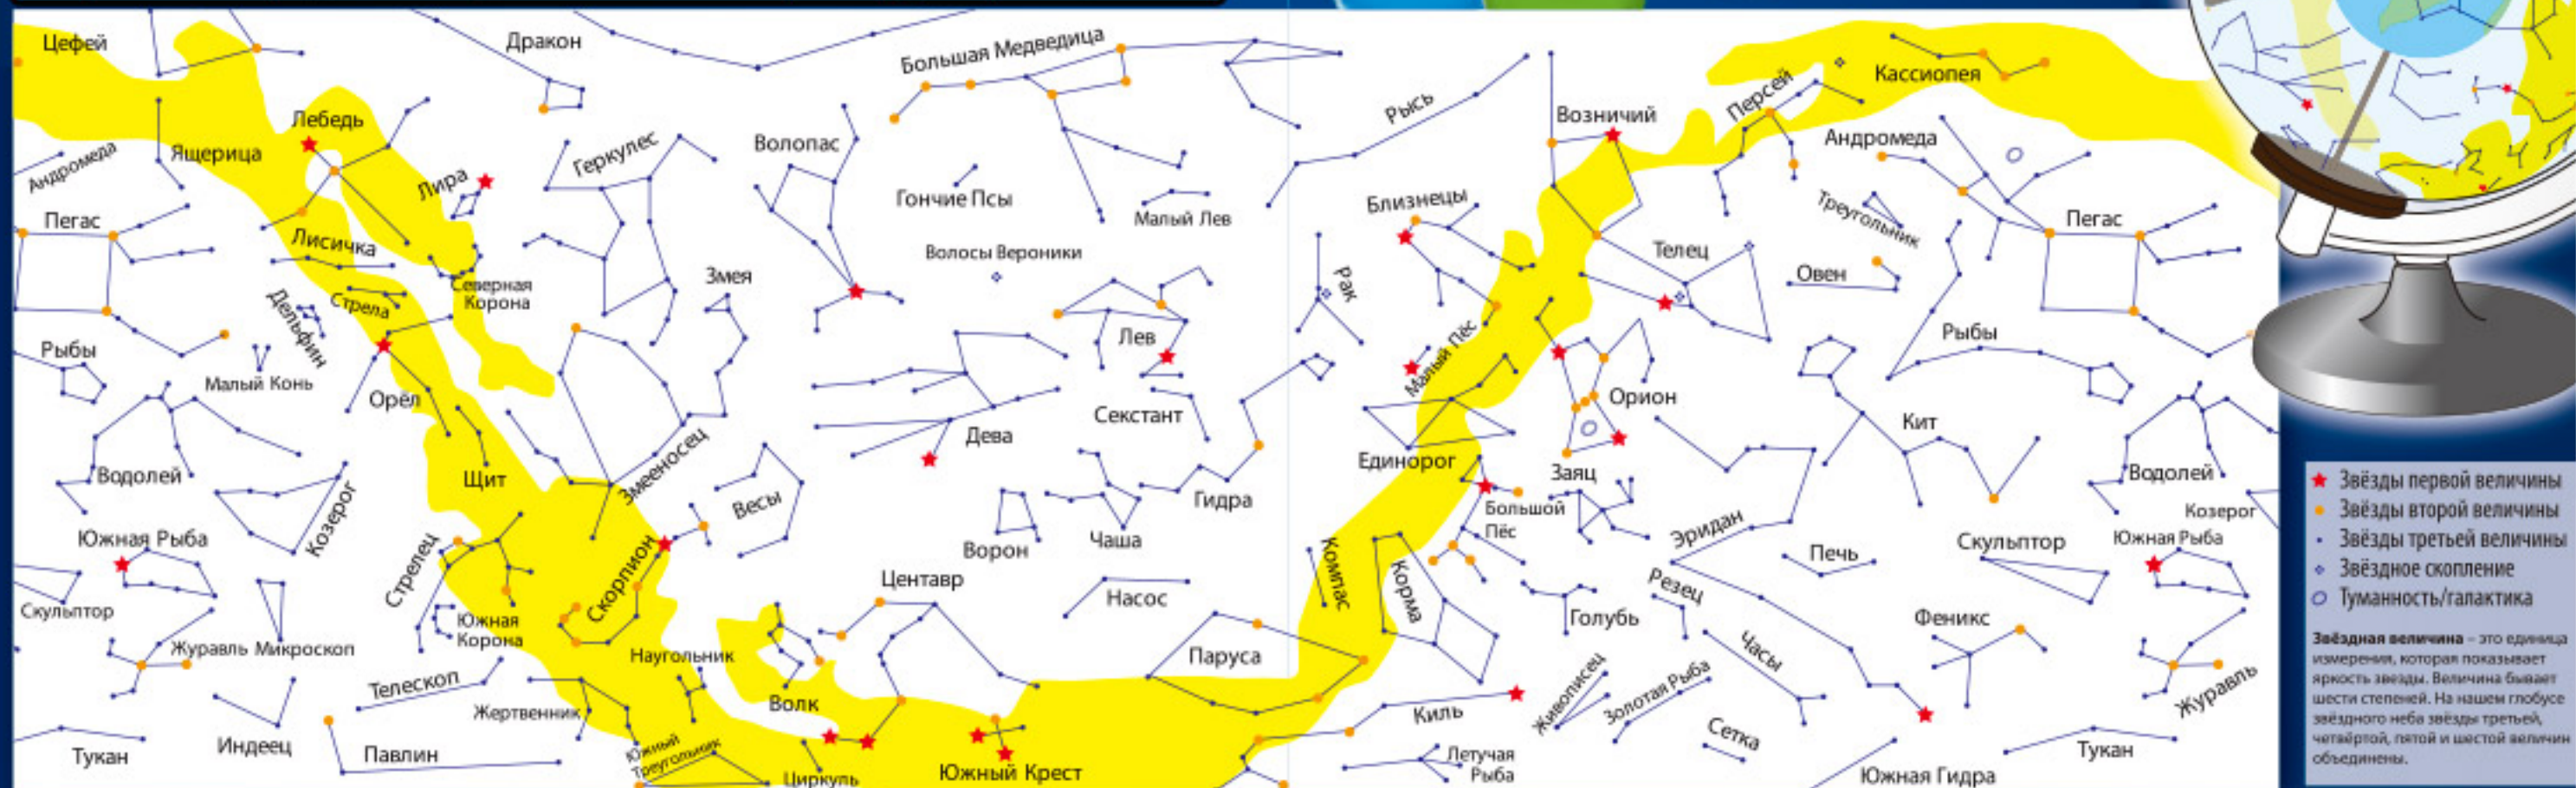 Цефей
Дракон
Большая Медведица
Кассиопея
Персей
Рысь
Возничий
Лебедь
Ящерица
Андромеда
Лира
Геркулес
Волопас
Гончие Псы
Малый Лев
Близнецы
Андромеда
Треугольник
Пегас
Пегас
Лисичка
Волосы Вероники
Телец
Овен
Рак
Змея
Северная
Корона
Стрела
Дельфин
Рыбы
Малый Конь
Орёл
Лев
Секстант
Дева
Малый Пёс
Орион
Рыбы
Кит
Водолей
Козерог
Щит
Змееносец
Весы
Ворон
Чаша
Гидра
Единорог
Заяц
Большой
Пёс
Эридан
Печь
Скульптор
Водолей
Козерог
Южная Рыба
Южная Рыба
Скульптор
Стрелец
Скорпион
Южная
Корона
Центавр
Насос
Компас
Корма
Голубь
Резец
Часы
Феникс
Журавль
Микроскоп
Телескоп
Наугольник
Волк
Паруса
Киль
Живописец
Золотая Рыба
Сетка
Журавль
Тукан
Индеец
Павлин
Жертвенник
Южный
Треугольник
Циркуль
Южный Крест
Летучая
Рыба
Южная Гидра
Тукан
Звёзды первой величины
Звёзды второй величины
Звёзды третьей величины
Звёздное скопление
Туманность/галактика
Звёздная величина – это единица
измерения, которая показывает
яркость звезды. Величина бывает
шести степеней. На нашем глобусе
звёздного неба звёзды третьей,
четвёртой, пятой и шестой величин
объединены.